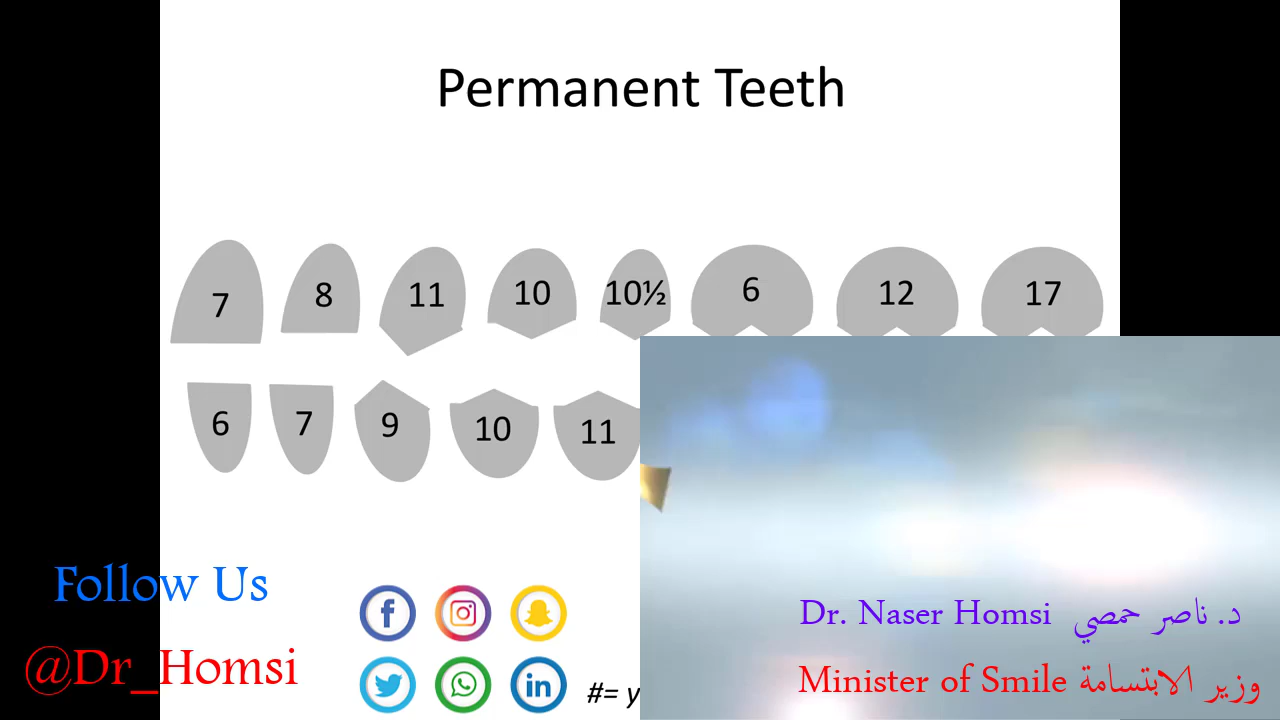 Permanent Teeth
7 8 11 10 10½ 6 12 17
6 7 9 10 11
Follow Us
@Dr_Homsi
#= y
Dr. Naser Homsi د. ناصر حمصي
Minister of Smile وزير الابتسامة